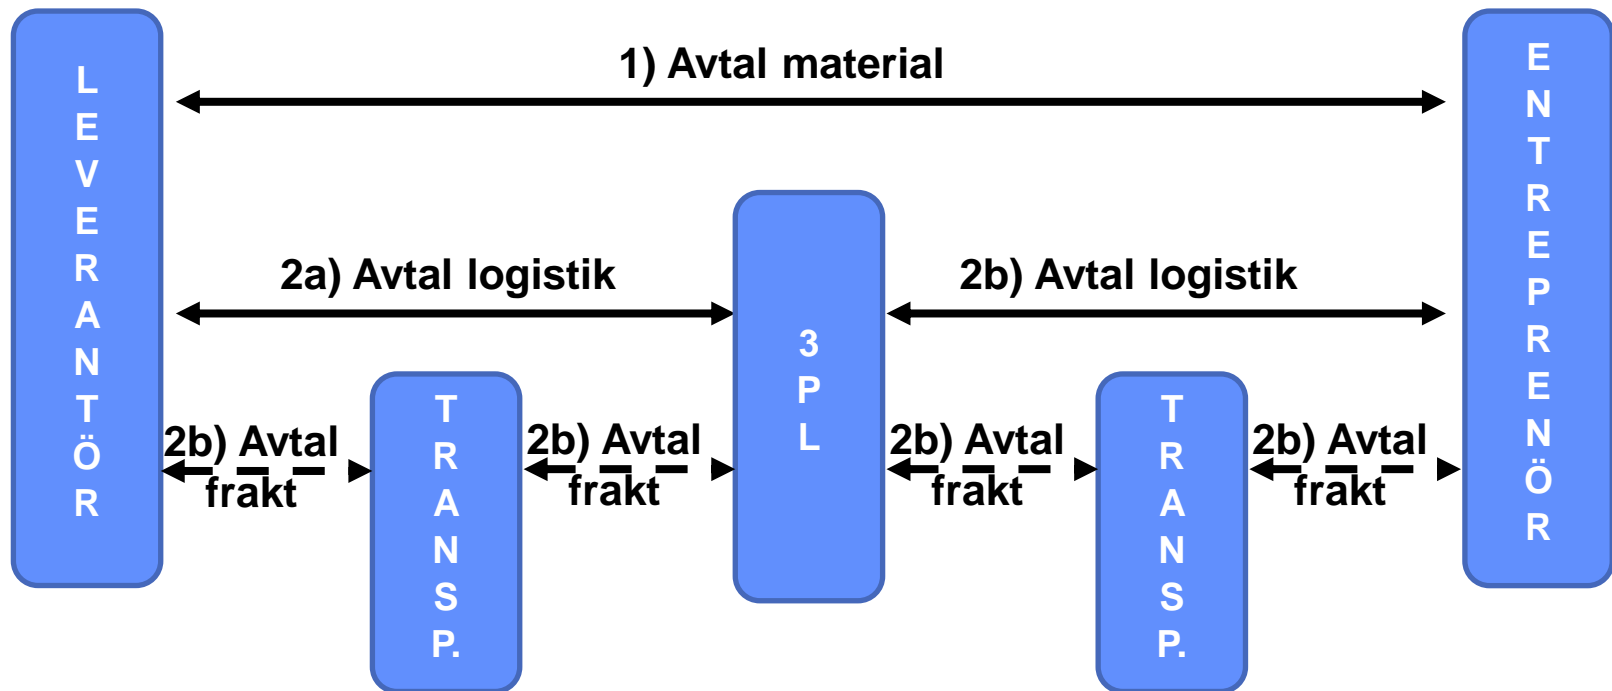 1) Avtal material
LEVERANTÖR
ENTREPRENÖR
2a) Avtal logistik
2b) Avtal logistik
3PL
TRANSP.
TRANSP.
2b) Avtal
frakt
2b) Avtal
frakt
2b) Avtal
frakt
2b) Avtal
frakt